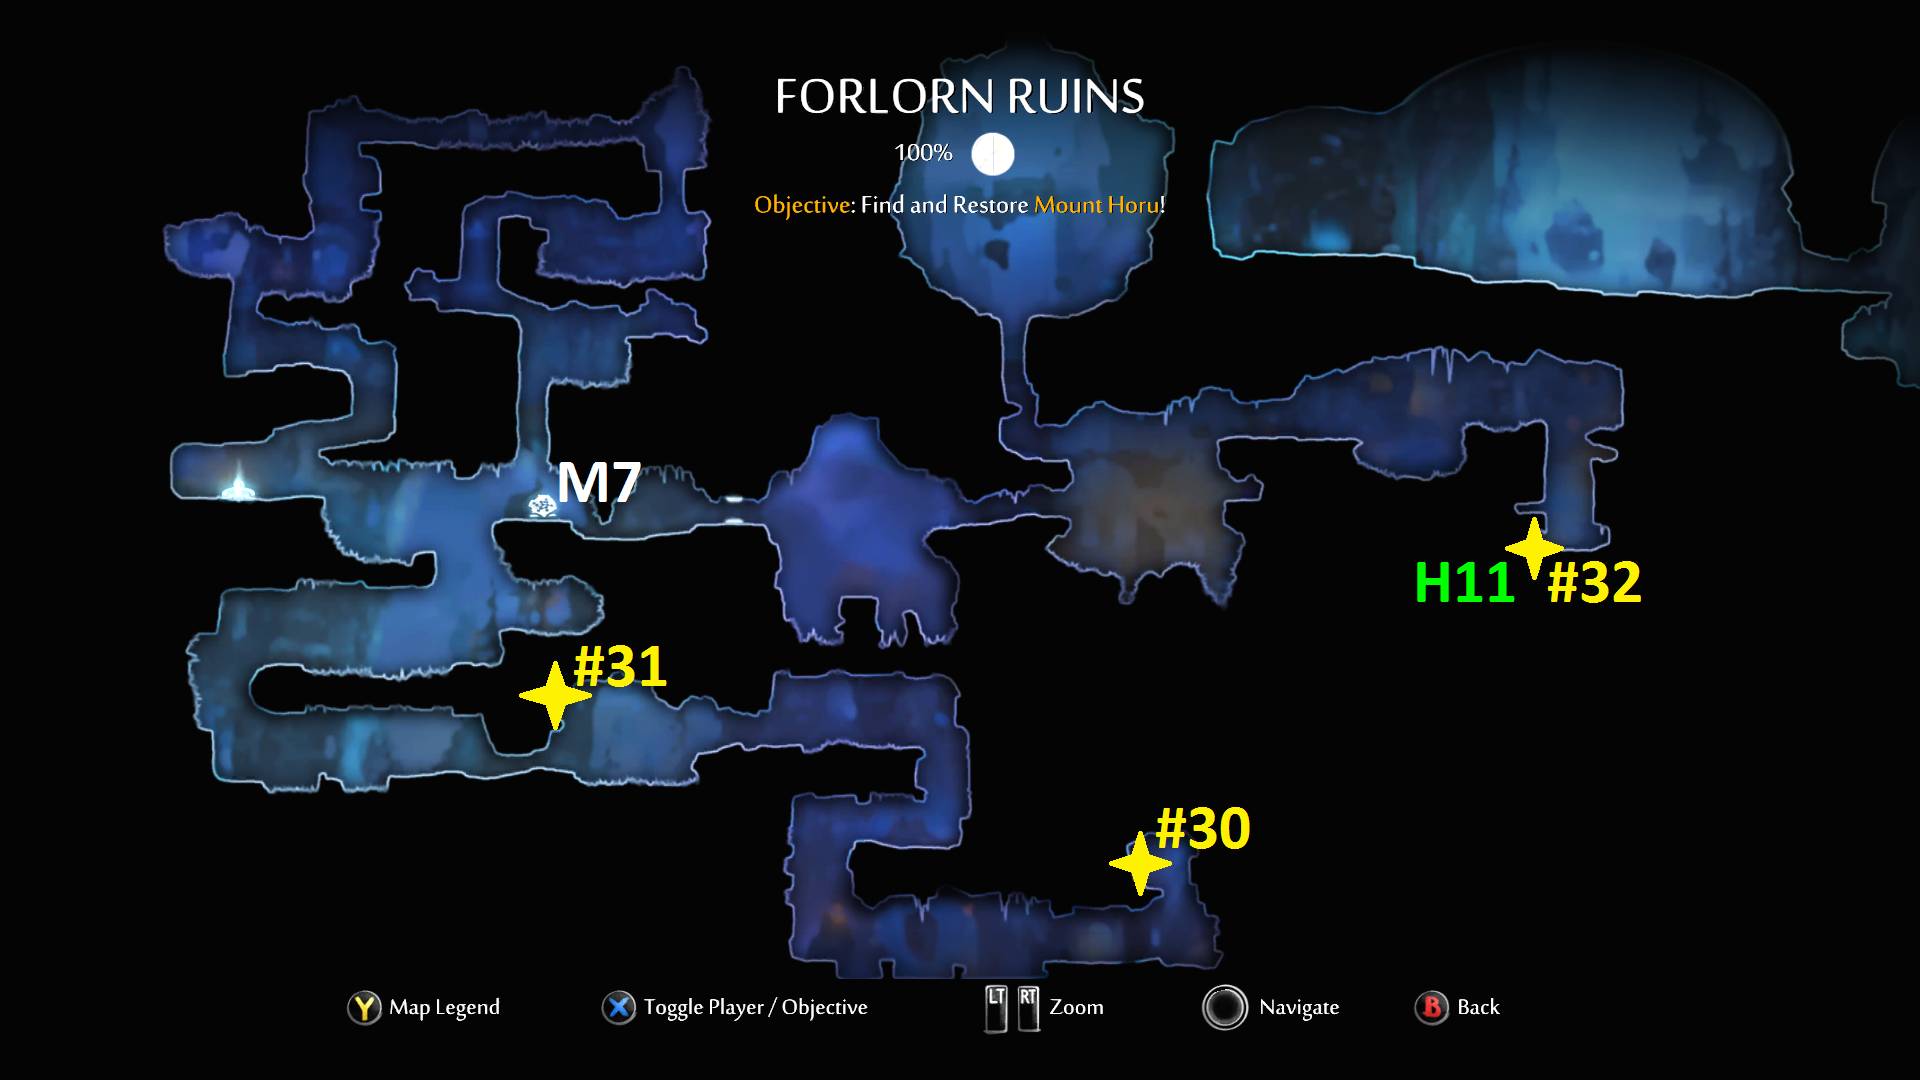 FORLORN RUINS
100%
Objective: Find and Restore Mount Horu!
M7
H11
#32
#31
#30
Y Map Legend
X Toggle Player / Objective
LT RT Zoom
Navigate
B Back